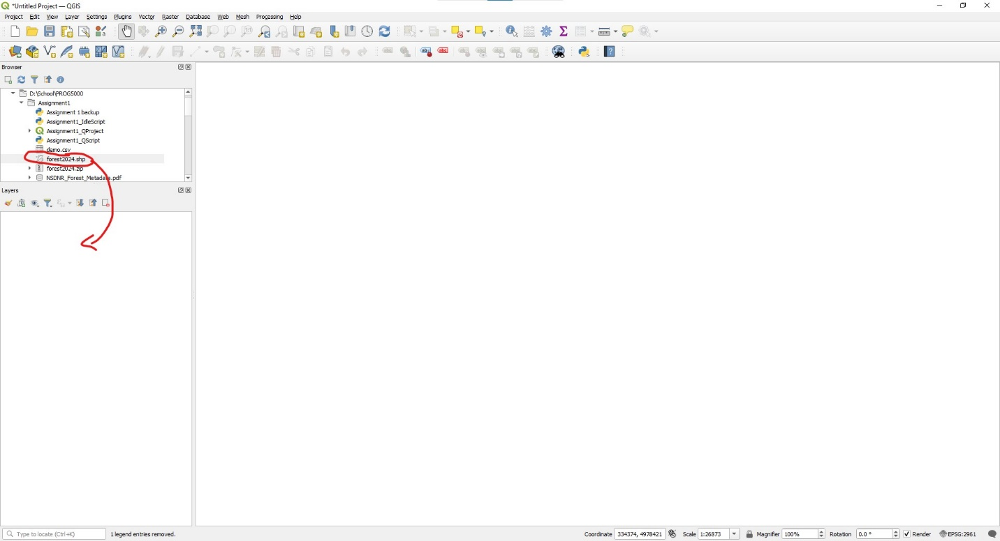 *Untitled Project — QGIS
Project Edit View Layer Settings Plugins Vector Raster Database Web Mesh Processing Help
Browser
D:\School\PROG5000
Assignment1
Assignment 1 backup
Assignment1_IdleScript
Assignment1_QProject
Assignment1_QScript
demo.csv
forest2024.shp
forest2024.zip
NSDNR_Forest_Metadata.pdf
Layers
Type to locate (Ctrl+K) 1 legend entries removed. Coordinate 334374, 4978421 Scale 1:26873 Magnifier 100% Rotation 0.0 ° Render EPSG:2961